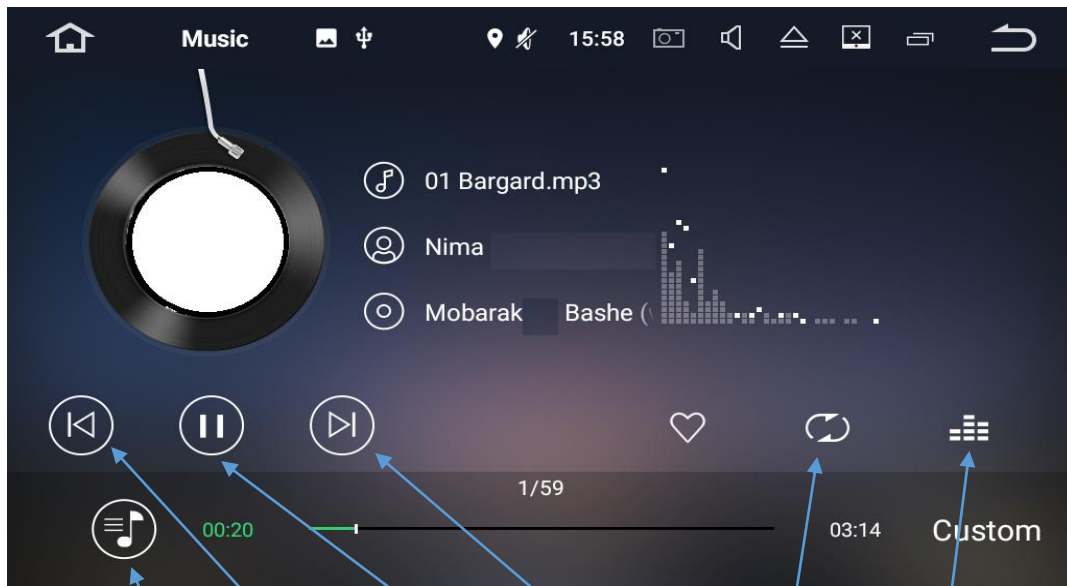 Music 15:58
01 Bargard.mp3
Nima
Mobarak Bashe (
1/59
00:20 03:14 Custom